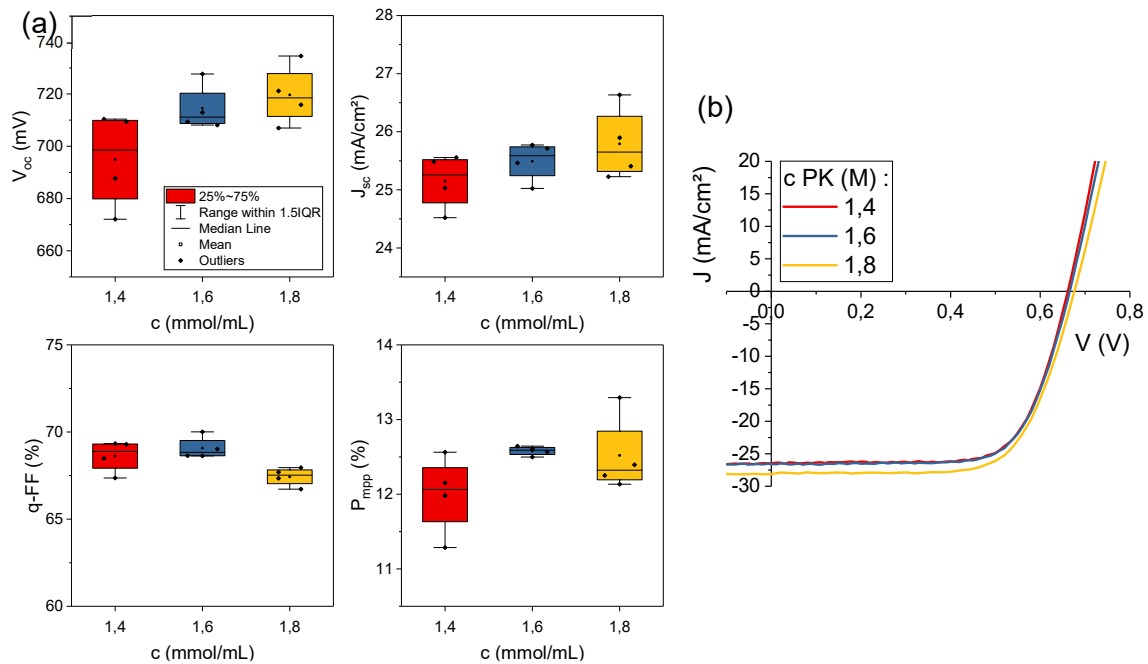 (a)
740
720
700
680
660
V_oc (mV)
25%~75%
Range within 1.5IQR
Median Line
Mean
Outliers
1,4 1,6 1,8
c (mmol/mL)
28
27
26
25
24
J_sc (mA/cm²)
1,4 1,6 1,8
c (mmol/mL)
75
70
65
60
q-FF (%)
1,4 1,6 1,8
c (mmol/mL)
14
13
12
11
10
P_mpp (%)
1,4 1,6 1,8
c (mmol/mL)
(b)
c PK (M) :
1,4
1,6
1,8
J (mA/cm²)
20
15
10
5
0
-5
-10
-15
-20
-25
-30
0,0 0,2 0,4 0,6 0,8
V (V)